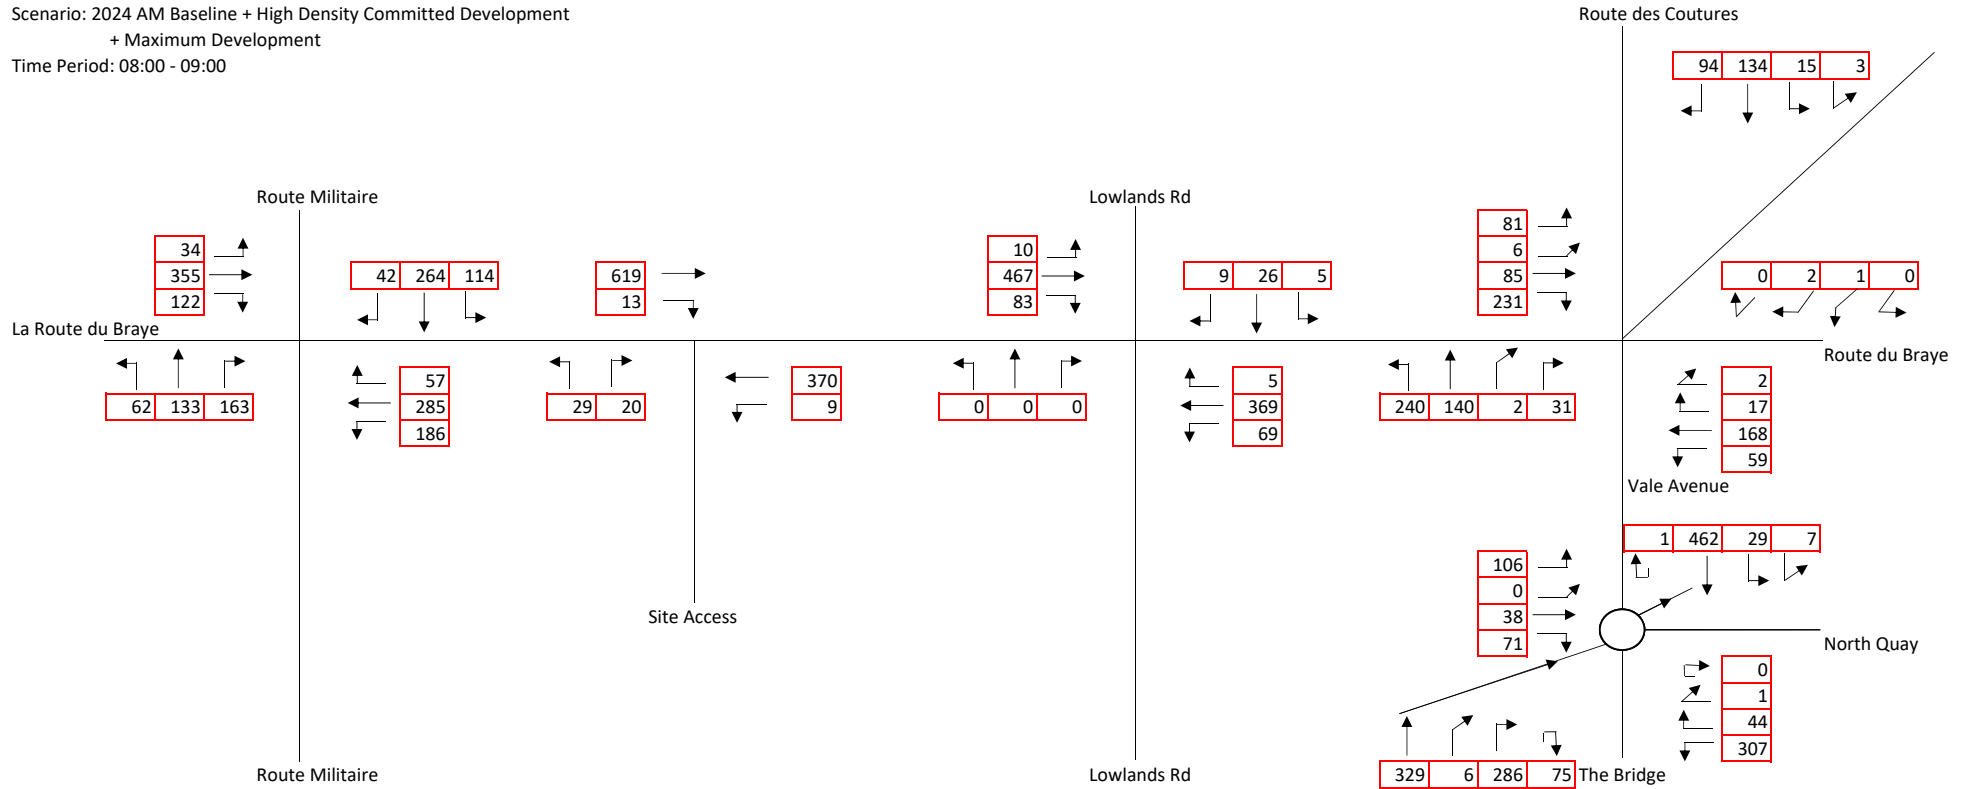 Scenario: 2024 AM Baseline + High Density Committed Development
+ Maximum Development
Time Period: 08:00 - 09:00
Route des Coutures
94 134 15 3
Route Militaire
Lowlands Rd
34
355
122
42 264 114
619
13
10
467
83
9 26 5
81
6
85
231
0 2 1 0
La Route du Braye
Route du Braye
62 133 163
57
285
186
29 20
370
9
0 0 0
5
369
69
240 140 2 31
2
17
168
59
Vale Avenue
1 462 29 7
106
0
38
71
Site Access
North Quay
0
1
44
307
329 6 286 75
Route Militaire
Lowlands Rd
The Bridge